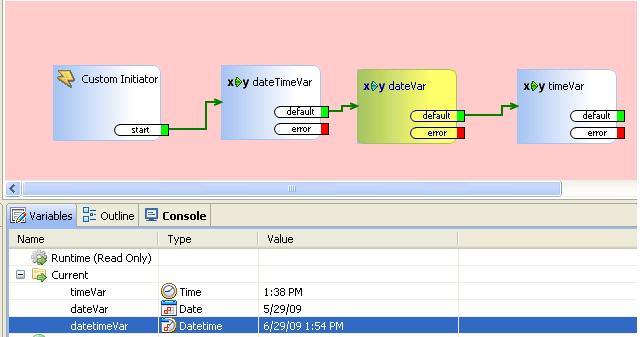 Custom Initiator
start
x y dateTimeVar
default
error
x y dateVar
default
error
x y timeVar
default
error
Variables Outline Console
Name Type Value
Runtime (Read Only)
Current
timeVar Time 1:38 PM
dateVar Date 5/29/09
datetimeVar Datetime 6/29/09 1:54 PM